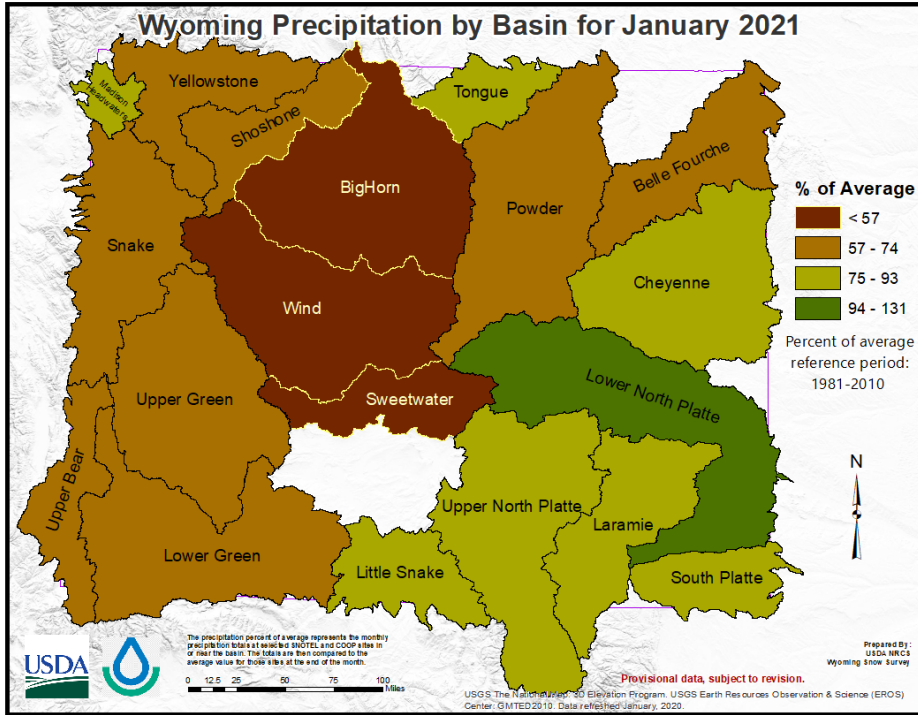 Wyoming Precipitation by Basin for January 2021
Yellowstone
Madison
Headwaters
Shoshone
Tongue
BigHorn
Belle Fourche
Powder
Snake
Cheyenne
Wind
Sweetwater
Lower North Platte
Upper Green
Upper Bear
Upper North Platte
Laramie
Lower Green
Little Snake
South Platte
% of Average
< 57
57 - 74
75 - 93
94 - 131
Percent of average
reference period:
1981-2010
N
USDA
The precipitation percent of average represents the monthly
precipitation totals at selected SNOTEL and COOP sites in
or near the basin. The totals are then compared to the
average value for those sites at the end of the month.
0 12.5 25 50 75 100
Miles
Prepared By:
USDA NRCS
Wyoming Snow Survey
Provisional data, subject to revision.
USGS The National Map: 3D Elevation Program. USGS Earth Resources Observation & Science (EROS)
Center: GMTED2010. Data refreshed January, 2020.